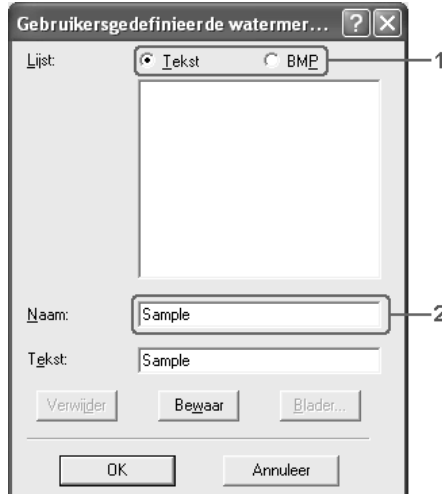 Gebruikersgedefinieerde watermer...
Lijst: Tekst BMP 1
Naam: Sample 2
Tekst: Sample
Verwijder Bewaar Blader...
OK Annuleer